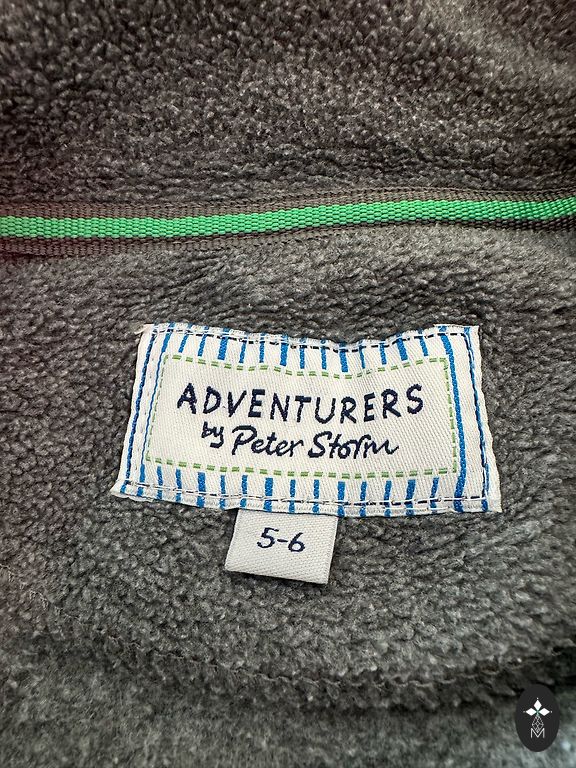 ADVENTURERS
by Peter Storm
5-6
M